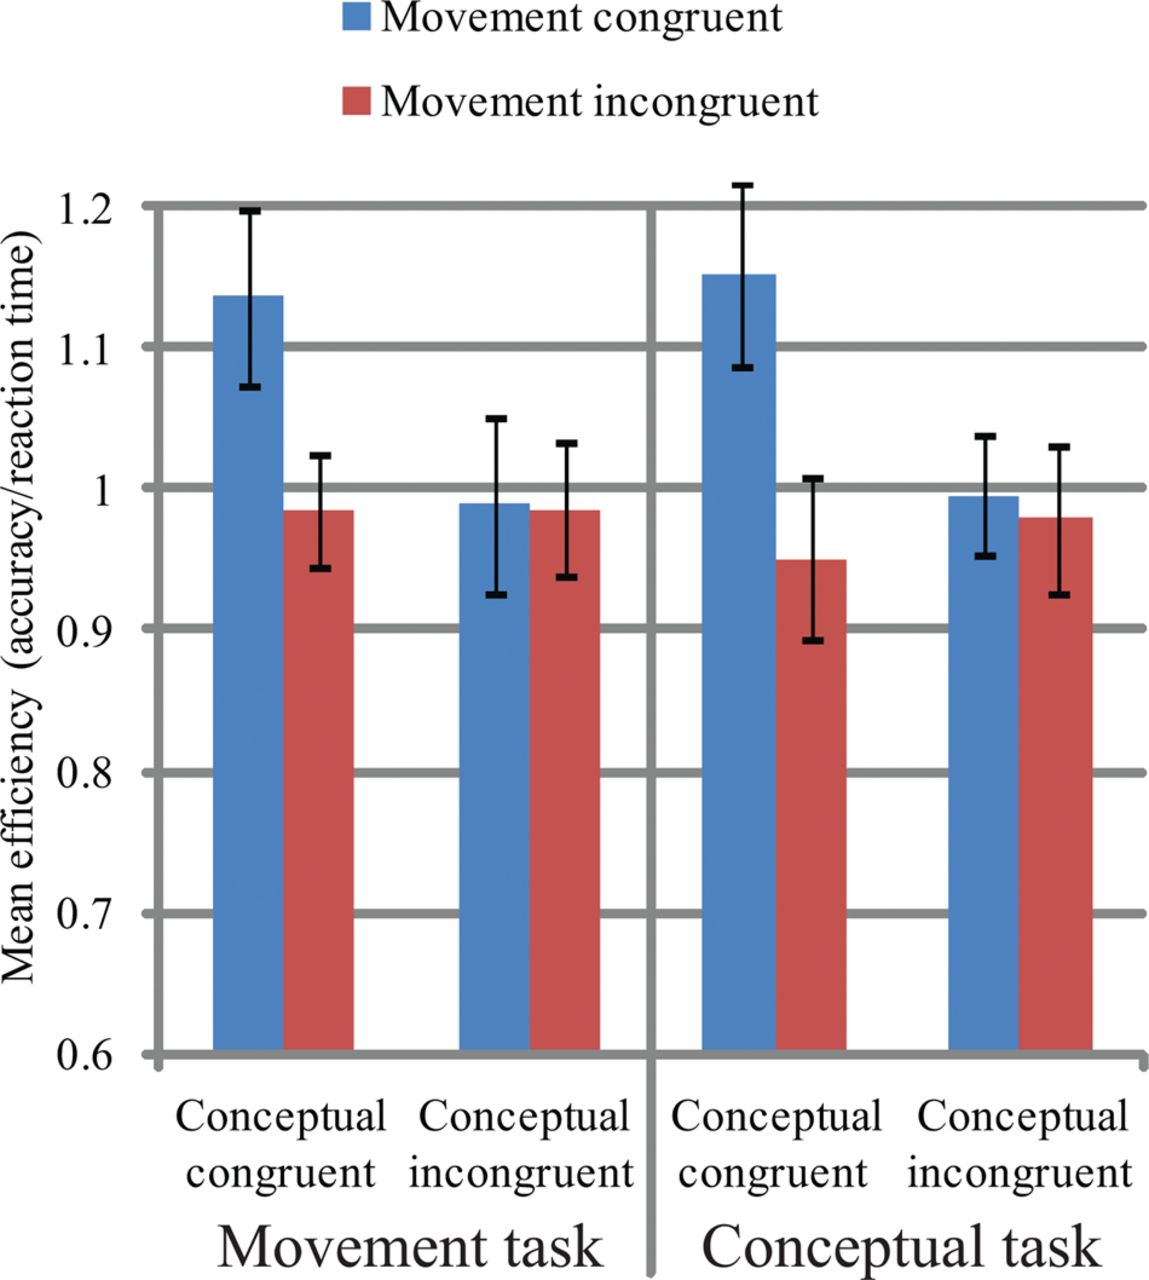 Movement congruent
Movement incongruent
Mean efficiency (accuracy/reaction time)
1.2
1.1
1
0.9
0.8
0.7
0.6
Conceptual congruent
Conceptual incongruent
Conceptual congruent
Conceptual incongruent
Movement task
Conceptual task